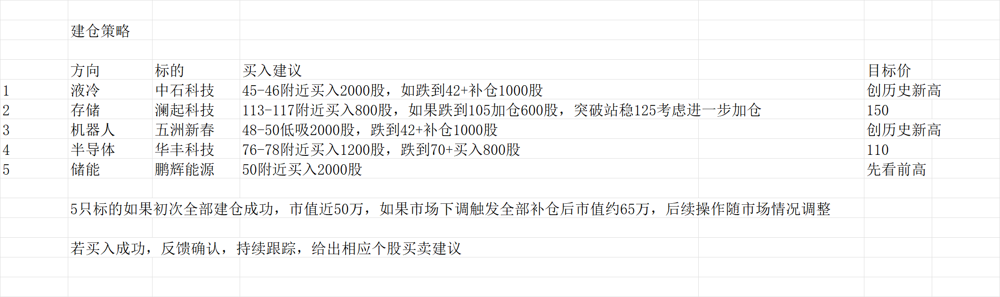 建仓策略
方向 标的 买入建议 目标价
1 液冷 中石科技 45-46附近买入2000股，如跌到42+补仓1000股 创历史新高
2 存储 澜起科技 113-117附近买入800股，如果跌到105加仓600股，突破站稳125考虑进一步加仓 150
3 机器人 五洲新春 48-50低吸2000股，跌到42+补仓1000股 创历史新高
4 半导体 华丰科技 76-78附近买入1200股，跌到70+买入800股 110
5 储能 鹏辉能源 50附近买入2000股 先看前高
5只标的如果初次全部建仓成功，市值近50万，如果市场下调触发全部补仓后市值约65万，后续操作随市场情况调整
若买入成功，反馈确认，持续跟踪，给出相应个股买卖建议